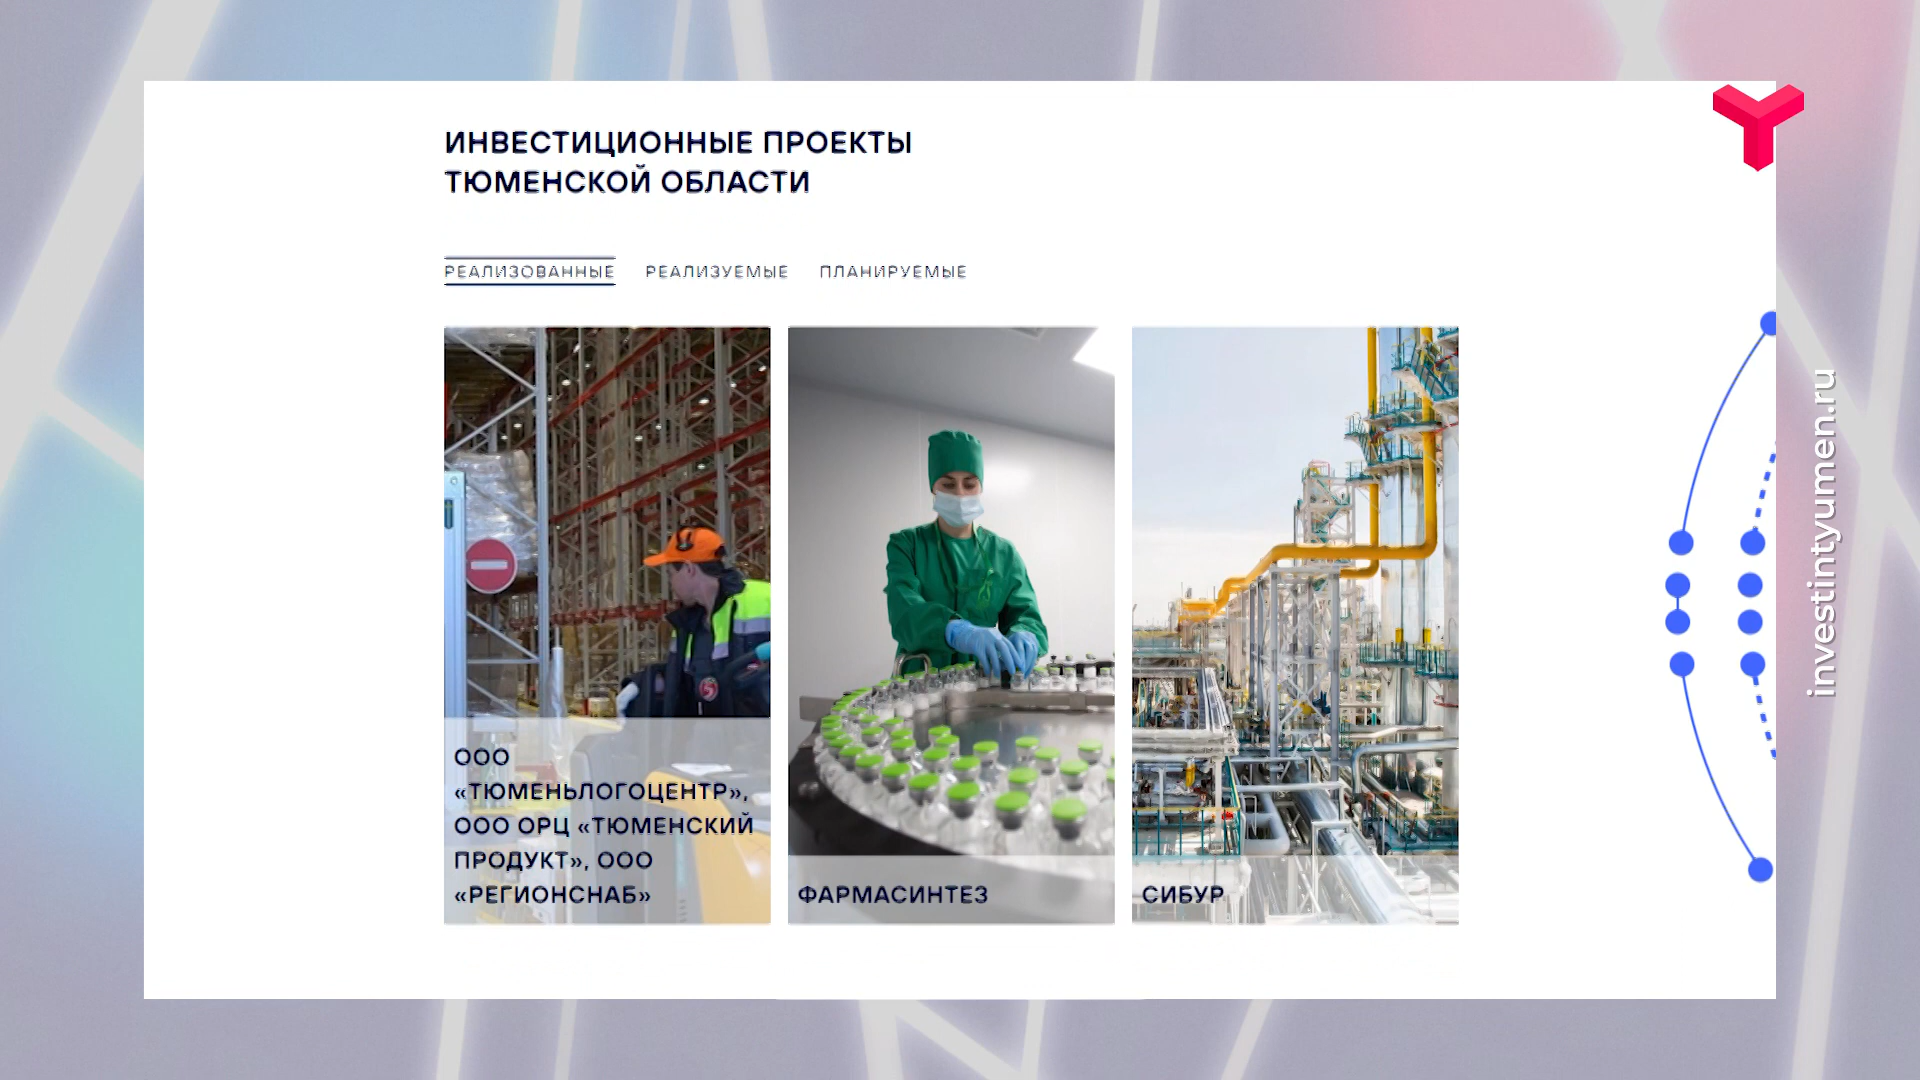 ИНВЕСТИЦИОННЫЕ ПРОЕКТЫ
ТЮМЕНСКОЙ ОБЛАСТИ
РЕАЛИЗОВАННЫЕ РЕАЛИЗУЕМЫЕ ПЛАНИРУЕМЫЕ
ООО
«ТЮМЕНЬЛОГОЦЕНТР»,
ООО ОРЦ «ТЮМЕНСКИЙ
ПРОДУКТ», ООО
«РЕГИОНСНАБ»
ФАРМАСИНТЕЗ
СИБУР
investintyumen.ru